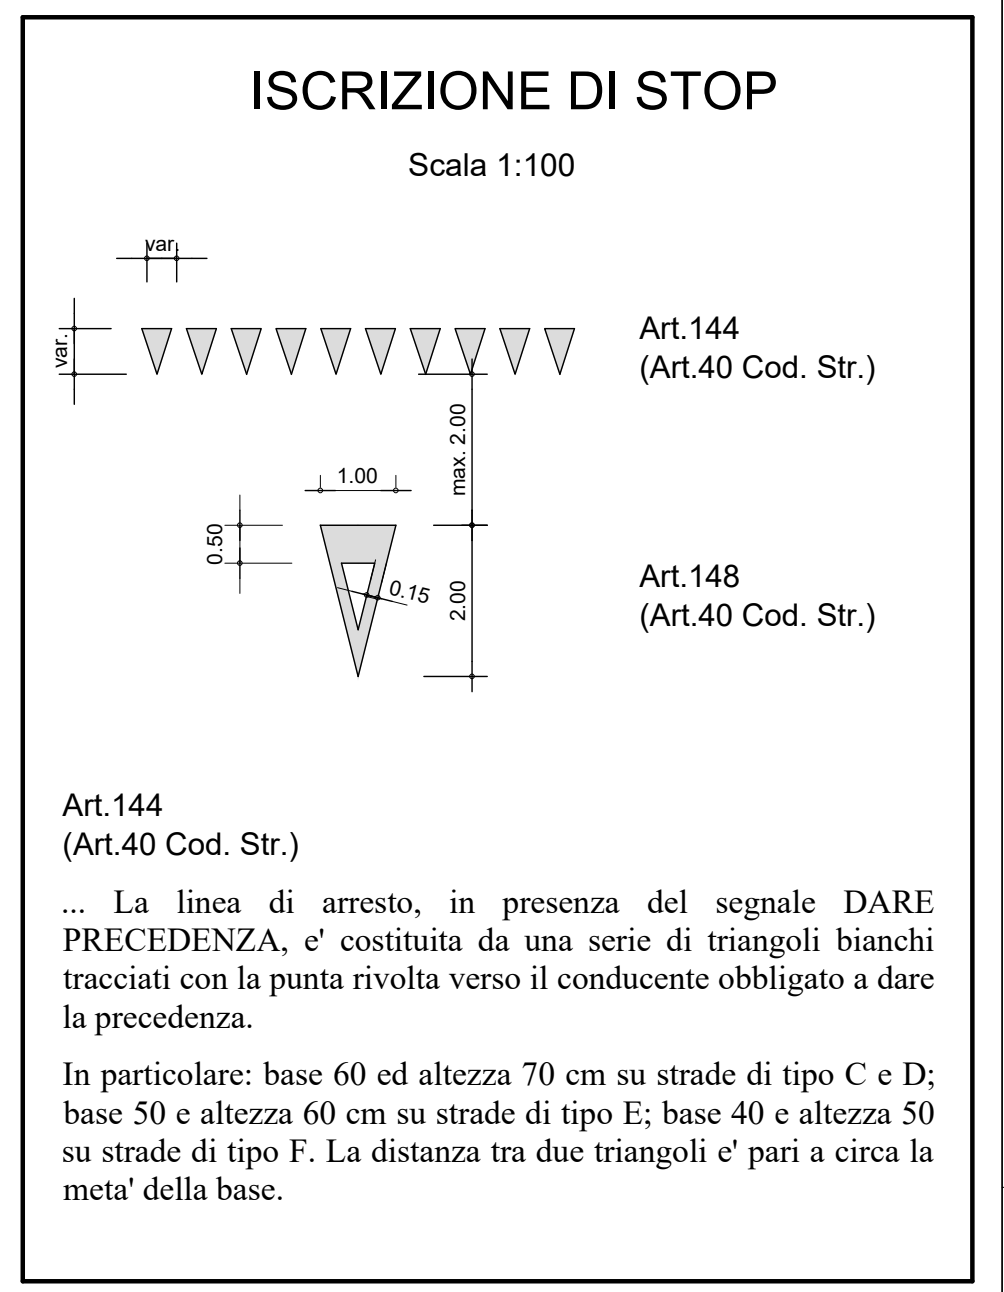 ISCRIZIONE DI STOP
Scala 1:100
var.
var.
Art.144
(Art.40 Cod. Str.)
max. 2.00
1.00
0.50
0.15
2.00
Art.148
(Art.40 Cod. Str.)
Art.144
(Art.40 Cod. Str.)
... La linea di arresto, in presenza del segnale DARE
PRECEDENZA, e' costituita da una serie di triangoli bianchi
tracciati con la punta rivolta verso il conducente obbligato a dare
la precedenza.
In particolare: base 60 ed altezza 70 cm su strade di tipo C e D;
base 50 e altezza 60 cm su strade di tipo E; base 40 e altezza 50
su strade di tipo F. La distanza tra due triangoli e' pari a circa la
meta' della base.